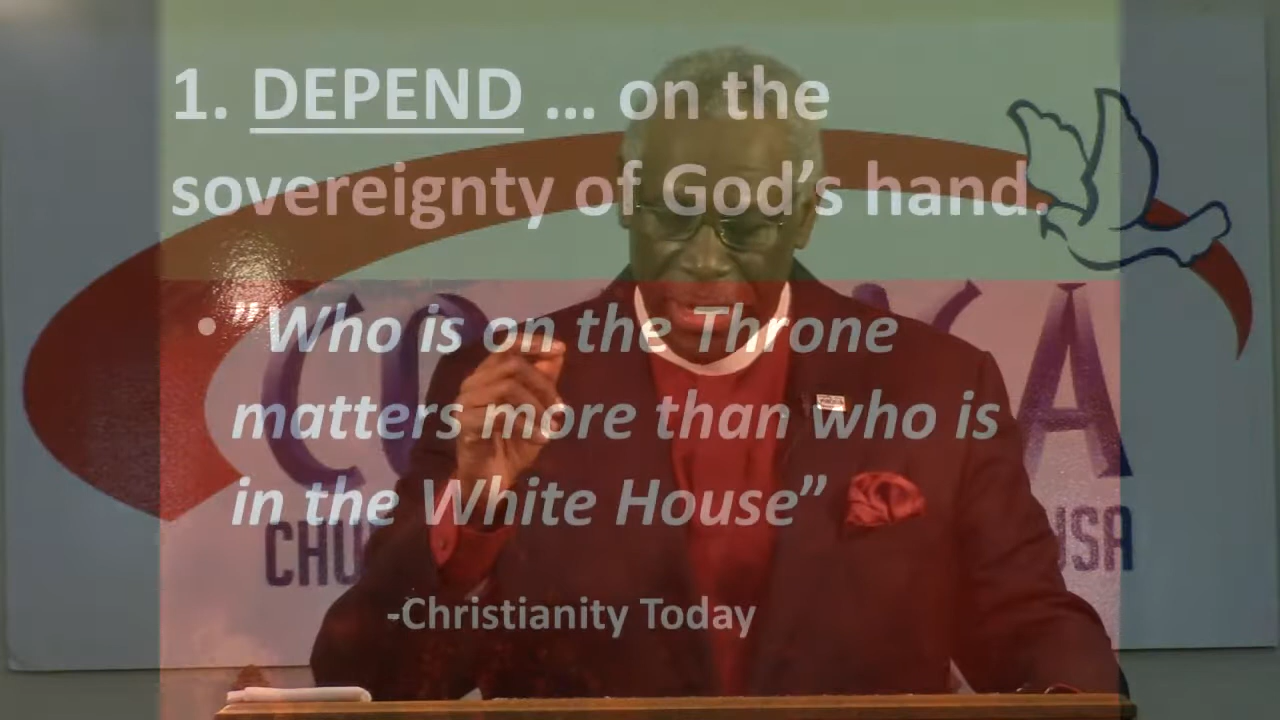 1. DEPEND ... on the
sovereignty of God's hand.
• "Who is on the Throne
matters more than who is
in the White House"
-Christianity Today
USA